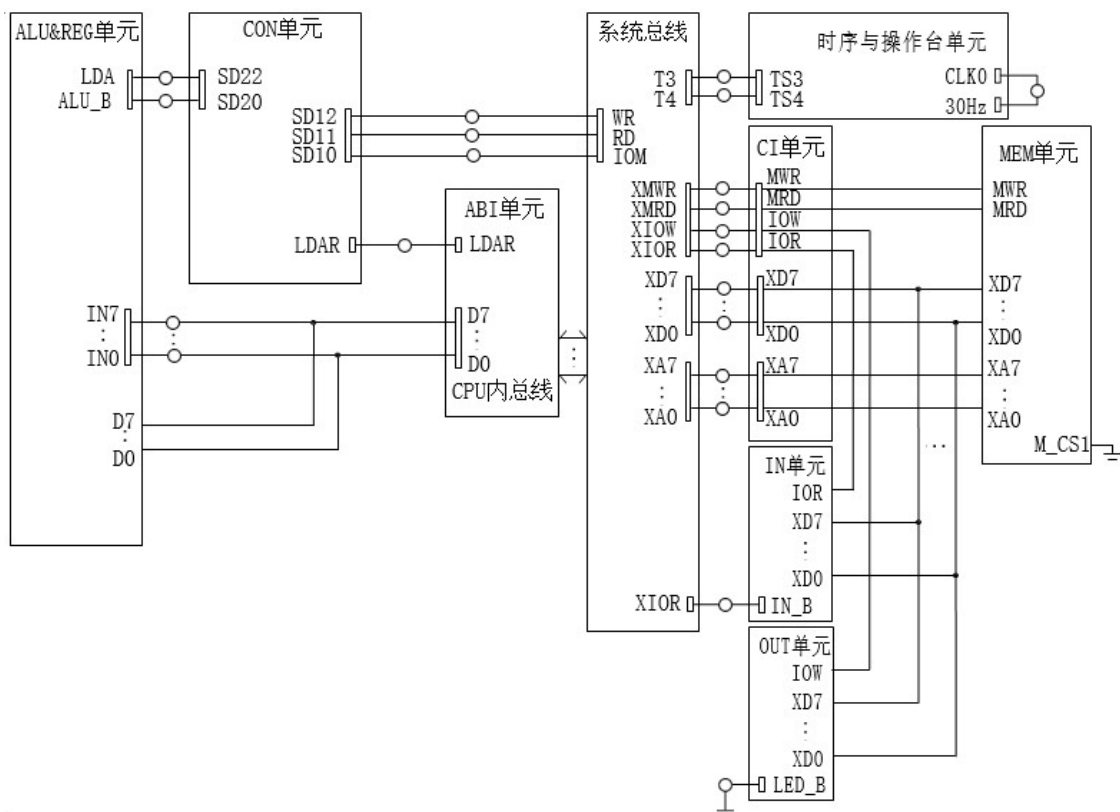 ALU&REG单元
LDA
ALU_B
IN7
IN0
D7
D0
CON单元
SD22
SD20
SD12
SD11
SD10
LDAR
ABI单元
LDAR
D7
D0
CPU内总线
系统总线
T3
T4
WR
RD
IOM
XMWR
XMRD
XIOW
XIOR
XD7
XD0
XA7
XA0
XIOR
时序与操作台单元
TS3
TS4
CLK0
30Hz
CI单元
MWR
MRD
IOW
IOR
XD7
XD0
XA7
XA0
MEM单元
MWR
MRD
XD7
XD0
XA7
XA0
M_CS1
IN单元
IOR
XD7
XD0
IN_B
OUT单元
IOW
XD7
XD0
LED_B